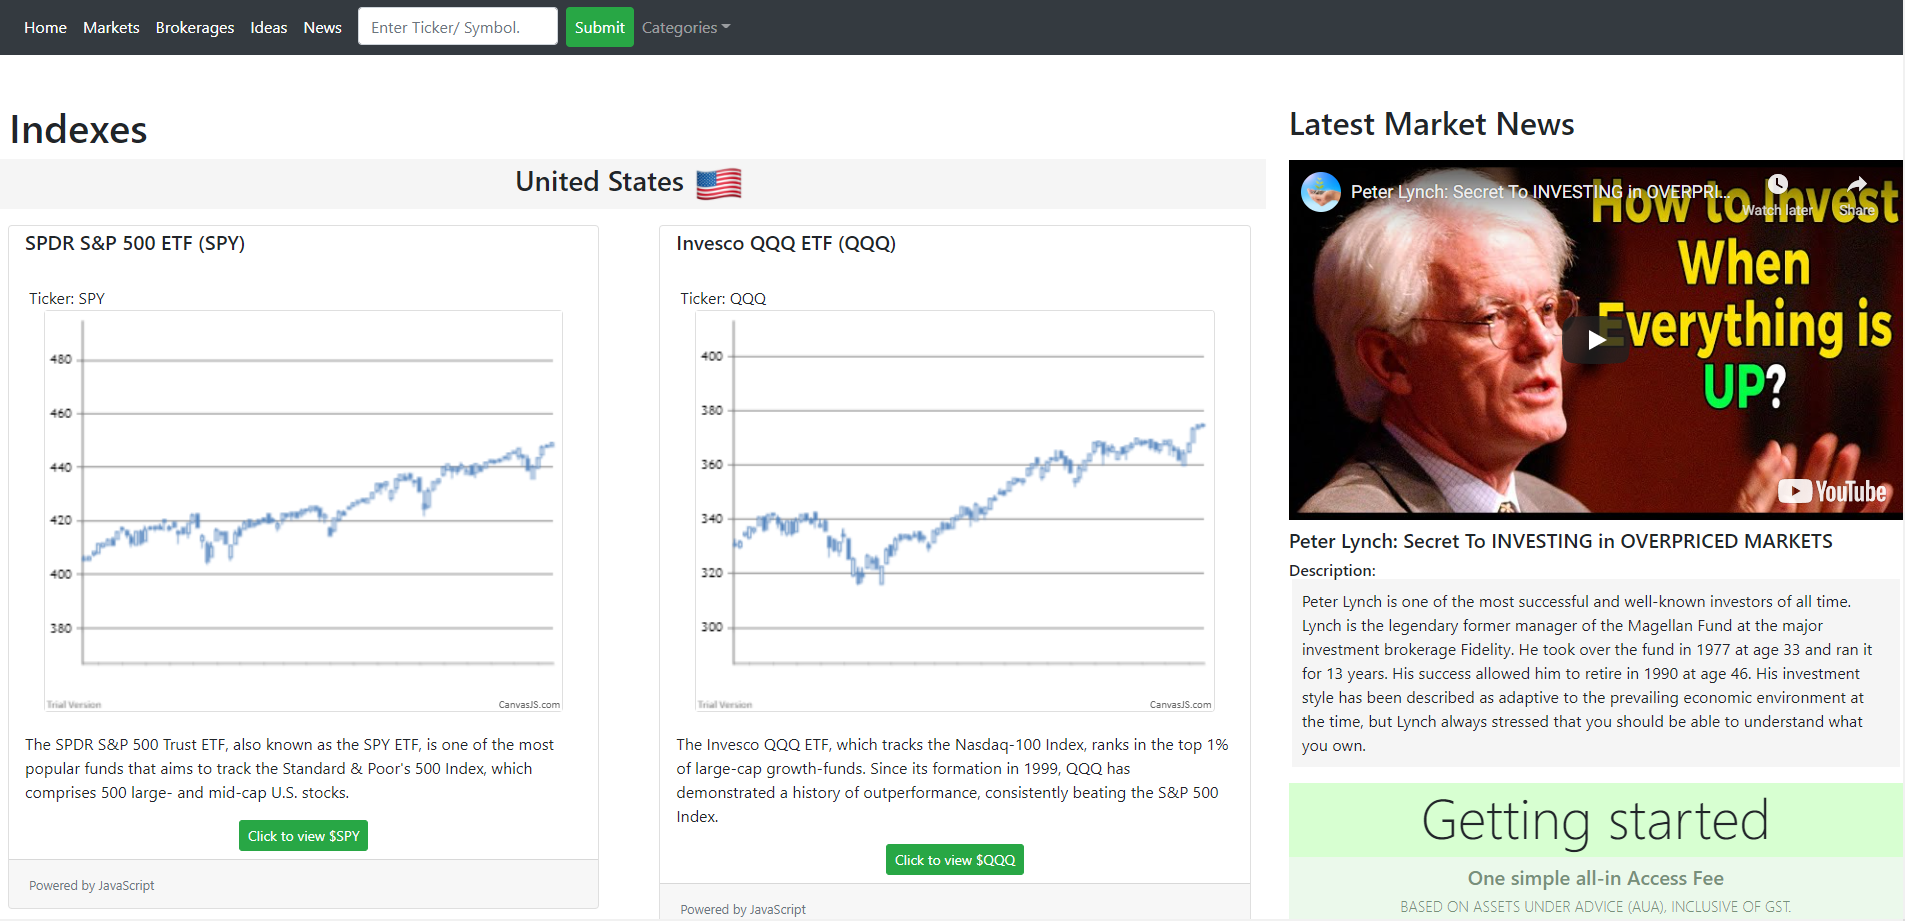 Home Markets Brokerages Ideas News Enter Ticker/ Symbol. Submit Categories
Indexes
United States
SPDR S&P 500 ETF (SPY)
Ticker: SPY
480
460
440
420
400
380
Trial Version
CanvasJS.com
The SPDR S&P 500 Trust ETF, also known as the SPY ETF, is one of the most
popular funds that aims to track the Standard & Poor's 500 Index, which
comprises 500 large- and mid-cap U.S. stocks.
Click to view $SPY
Powered by JavaScript
Invesco QQQ ETF (QQQ)
Ticker: QQQ
400
380
360
340
320
300
Trial Version
CanvasJS.com
The Invesco QQQ ETF, which tracks the Nasdaq-100 Index, ranks in the top 1%
of large-cap growth-funds. Since its formation in 1999, QQQ has
demonstrated a history of outperformance, consistently beating the S&P 500
Index.
Click to view $QQQ
Powered by JavaScript
Latest Market News
Peter Lynch: Secret To INVESTING in OVERPRI...
Watch later
Share
How to Invest
When
Everything is
UP?
YouTube
Peter Lynch: Secret To INVESTING in OVERPRICED MARKETS
Description:
Peter Lynch is one of the most successful and well-known investors of all time.
Lynch is the legendary former manager of the Magellan Fund at the major
investment brokerage Fidelity. He took over the fund in 1977 at age 33 and ran it
for 13 years. His success allowed him to retire in 1990 at age 46. His investment
style has been described as adaptive to the prevailing economic environment at
the time, but Lynch always stressed that you should be able to understand what
you own.
Getting started
One simple all-in Access Fee
BASED ON ASSETS UNDER ADVICE (AUA), INCLUSIVE OF GST.